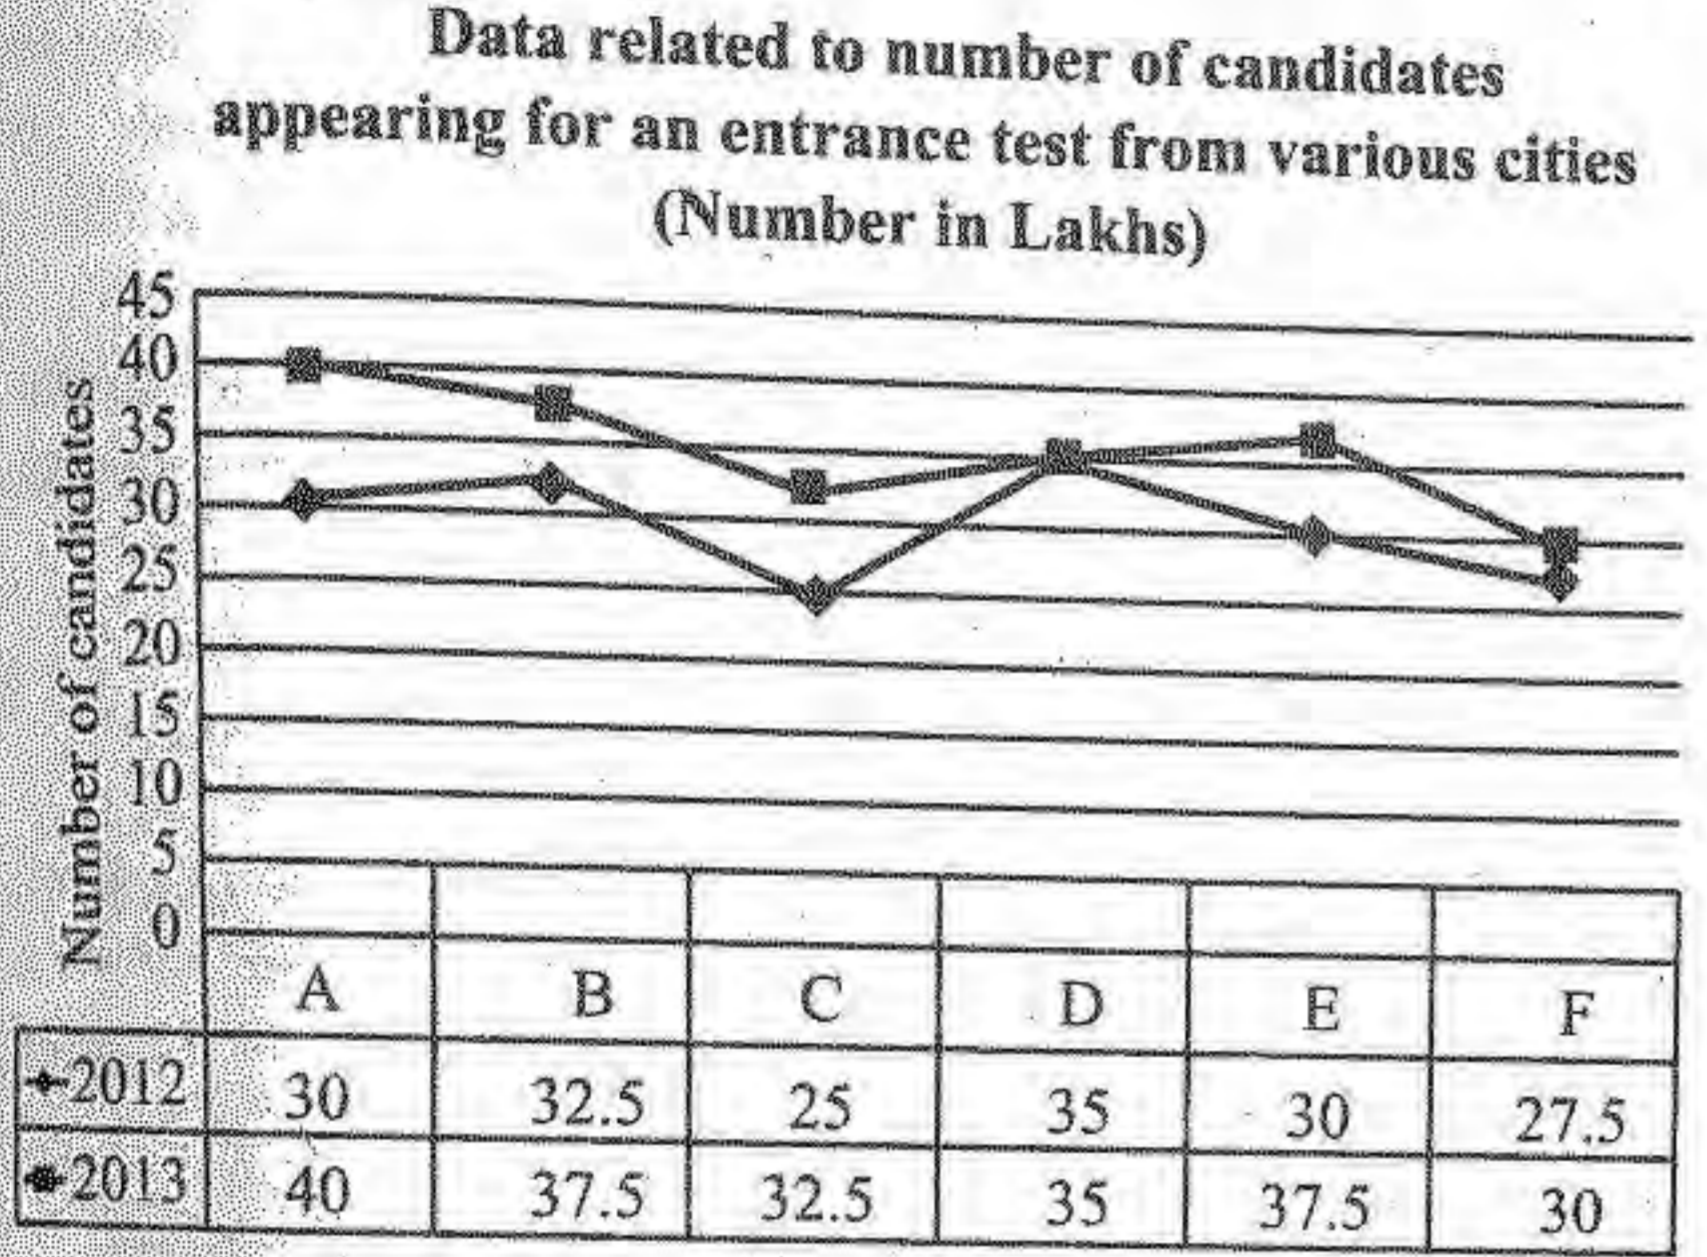 Data related to number of candidates
appearing for an entrance test from various cities
(Number in Lakhs)
Number of candidates
45
40
35
30
25
20
15
10
5
0
A B C D E F
2012 30 32.5 25 35 30 27.5
2013 40 37.5 32.5 35 37.5 30